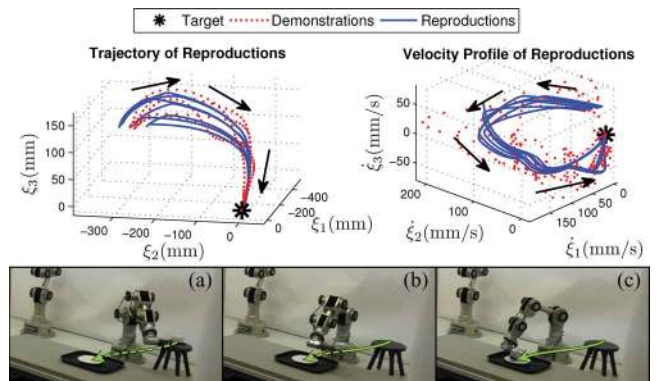 Target Demonstrations Reproductions
Trajectory of Reproductions
Velocity Profile of Reproductions
150
100
50
0
ξ₃(mm)
−300
−200
−100
0
ξ₂(mm)
−400
−200
0
ξ₁(mm)
50
0
−50
ξ̇₃(mm/s)
200
100
0
ξ̇₂(mm/s)
150
100
50
0
ξ̇₁(mm/s)
(a) (b) (c)